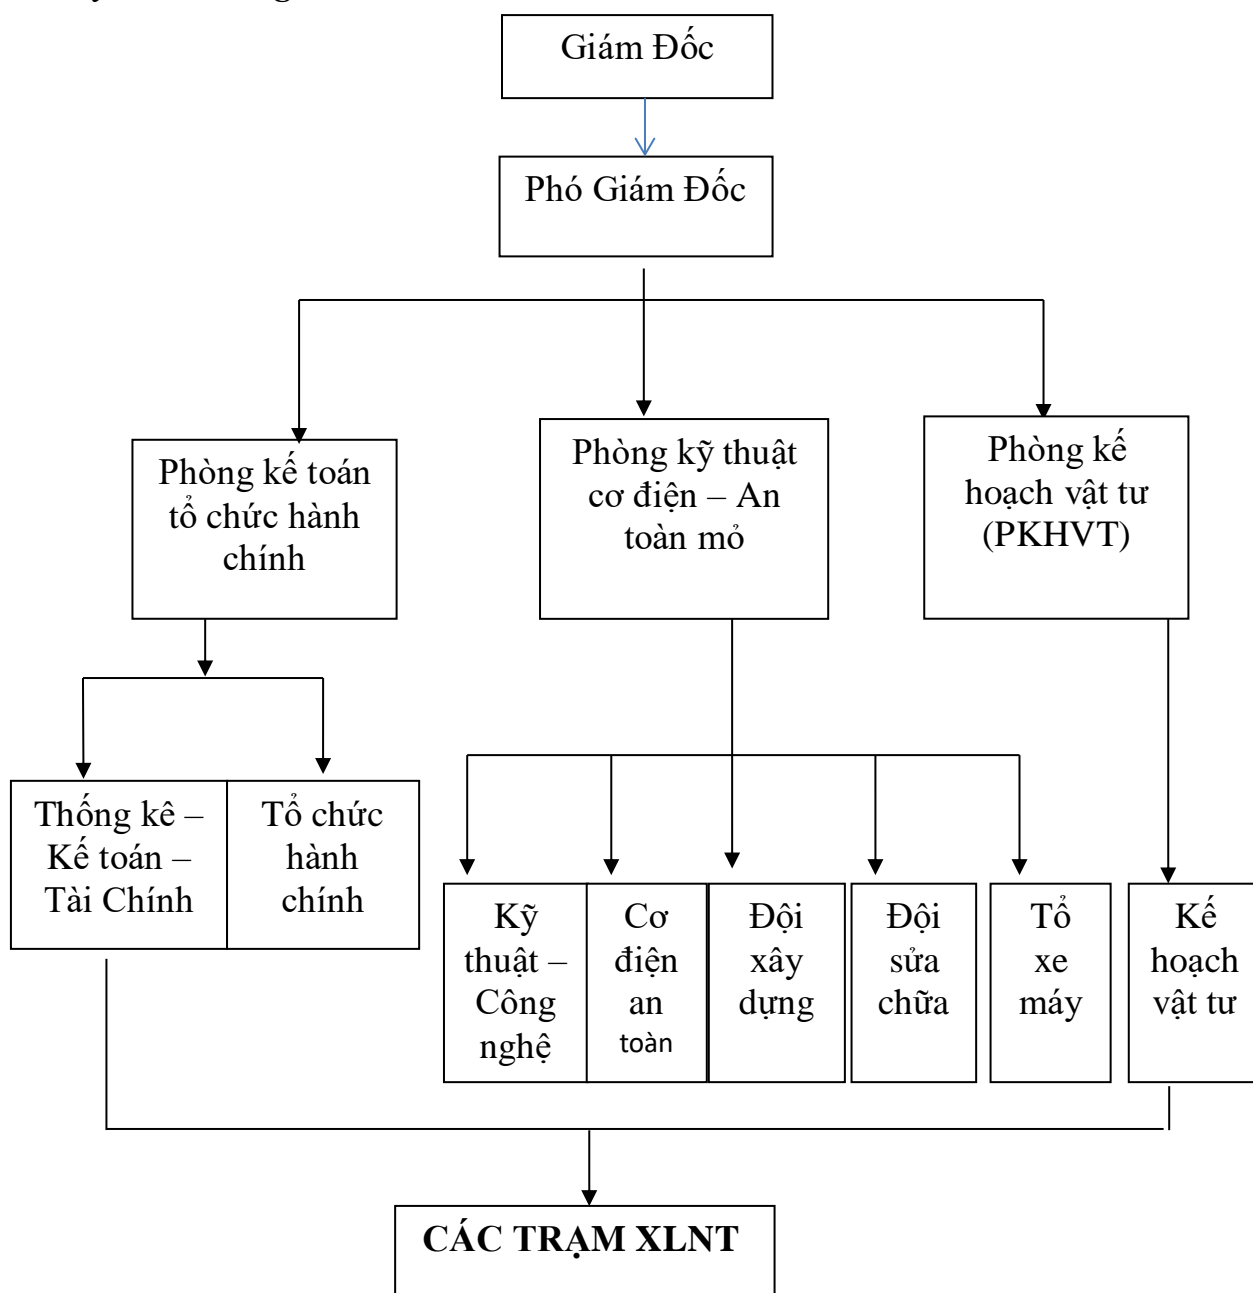 Giám Đốc
Phó Giám Đốc
Phòng kế toán
tổ chức hành
chính
Phòng kỹ thuật
cơ điện – An
toàn mỏ
Phòng kế
hoạch vật tư
(PKHVT)
Thống kê –
Kế toán –
Tài Chính
Tổ chức
hành
chính
Kỹ
thuật –
Công
nghệ
Cơ
điện
an
toàn
Đội
xây
dựng
Đội
sửa
chữa
Tổ
xe
máy
Kế
hoạch
vật tư
CÁC TRẠM XLNT